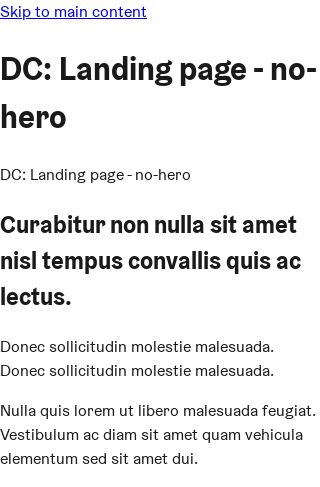 Skip to main content
DC: Landing page - no-
hero
DC: Landing page - no-hero
Curabitur non nulla sit amet
nisl tempus convallis quis ac
lectus.
Donec sollicitudin molestie malesuada.
Donec sollicitudin molestie malesuada.
Nulla quis lorem ut libero malesuada feugiat.
Vestibulum ac diam sit amet quam vehicula
elementum sed sit amet dui.